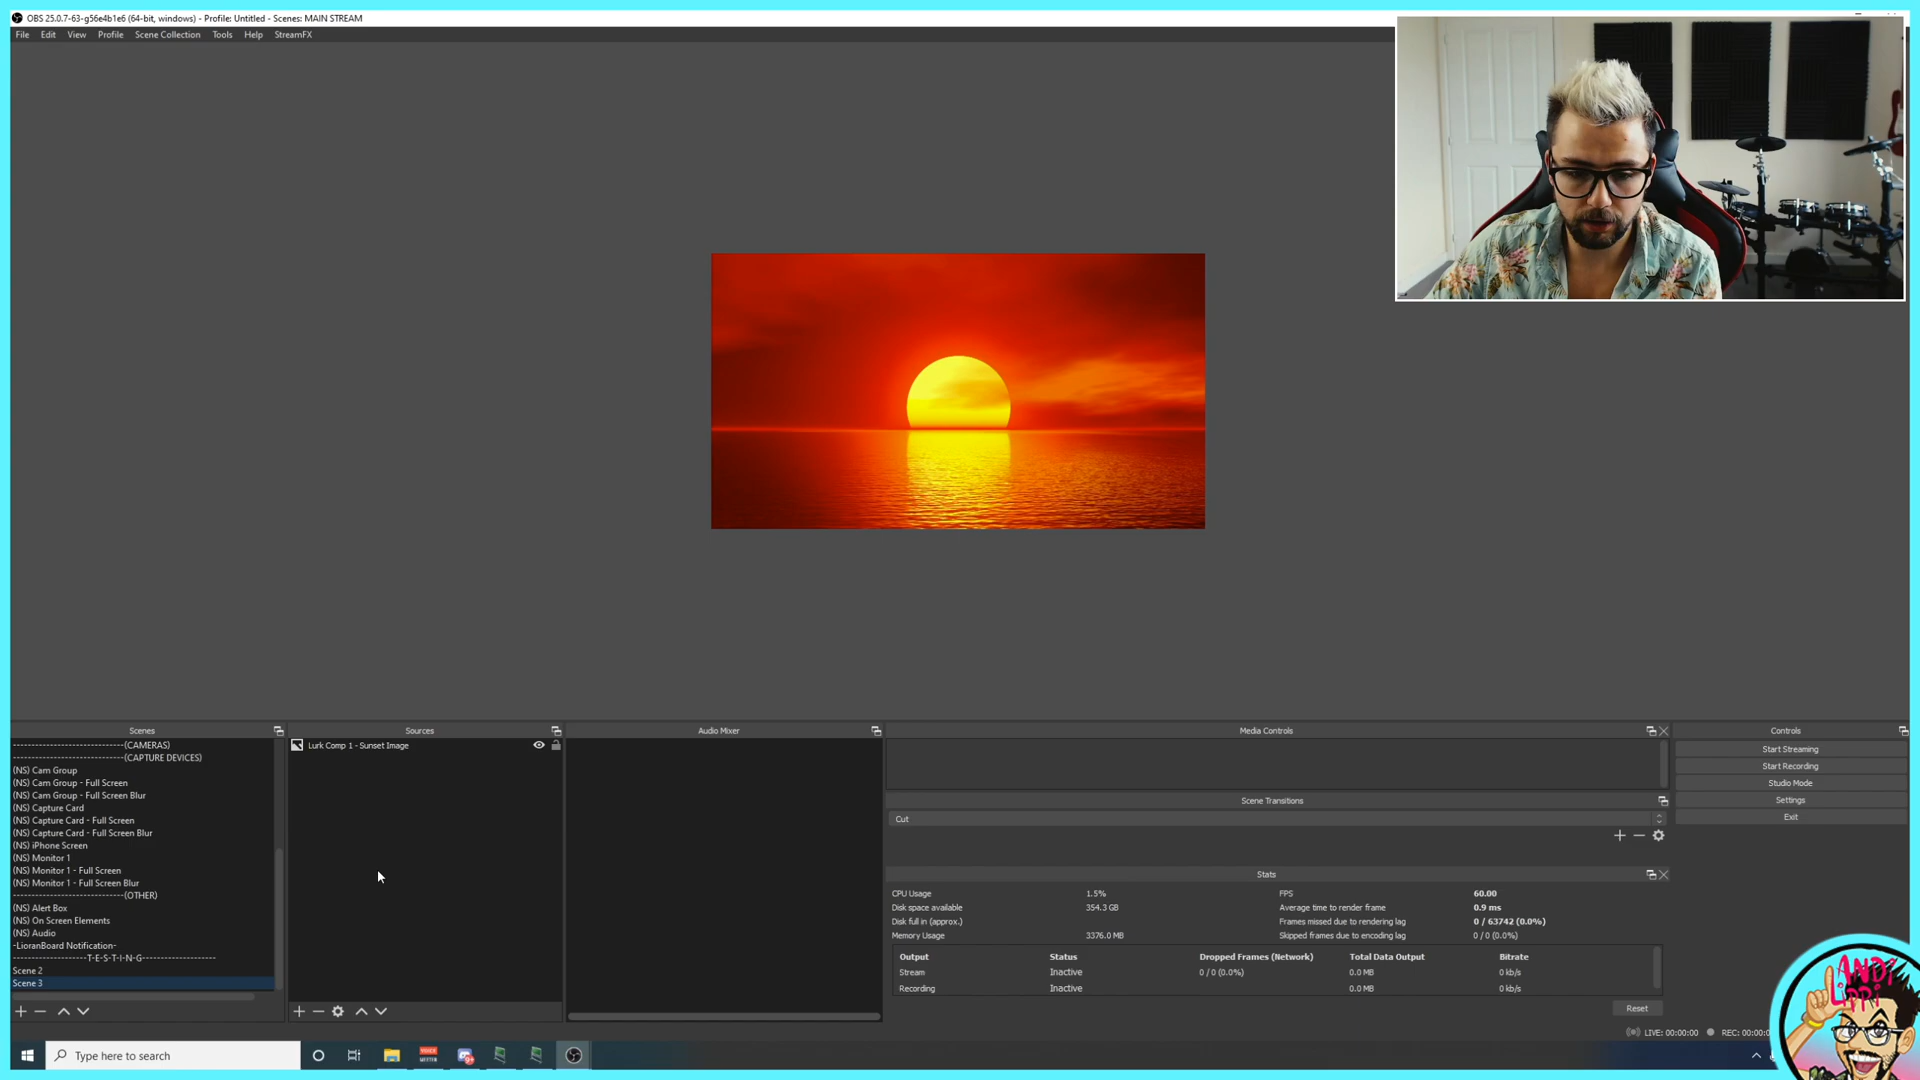 OBS 25.0.7-63-g56e4b1e6 (64-bit, windows) - Profile: Untitled - Scenes: MAIN STREAM
File Edit View Profile Scene Collection Tools Help StreamFX
Scenes
-------------------------------(CAMERAS)
-------------------------------(CAPTURE DEVICES)
(NS) Cam Group
(NS) Cam Group - Full Screen
(NS) Cam Group - Full Screen Blur
(NS) Capture Card
(NS) Capture Card - Full Screen
(NS) Capture Card - Full Screen Blur
(NS) iPhone Screen
(NS) Monitor 1
(NS) Monitor 1 - Full Screen
(NS) Monitor 1 - Full Screen Blur
-------------------------------(OTHER)
(NS) Alert Box
(NS) On Screen Elements
(NS) Audio
-LioranBoard Notification-
--------------------T-E-S-T-I-N-G-------------------
Scene 2
Scene 3
Sources
Lurk Comp 1 - Sunset Image
Audio Mixer
Media Controls
Scene Transitions
Cut
Stats
CPU Usage 1.5% FPS 60.00
Disk space available 354.3 GB Average time to render frame 0.9 ms
Disk full in (approx.) Frames missed due to rendering lag 0 / 63742 (0.0%)
Memory Usage 3376.0 MB Skipped frames due to encoding lag 0 / 0 (0.0%)
Output Status Dropped Frames (Network) Total Data Output Bitrate
Stream Inactive 0 / 0 (0.0%) 0.0 MB 0 kb/s
Recording Inactive 0.0 MB 0 kb/s
Reset
Controls
Start Streaming
Start Recording
Studio Mode
Settings
Exit
LIVE: 00:00:00 REC: 00:00:0
Type here to search
ANDI
LIPPI